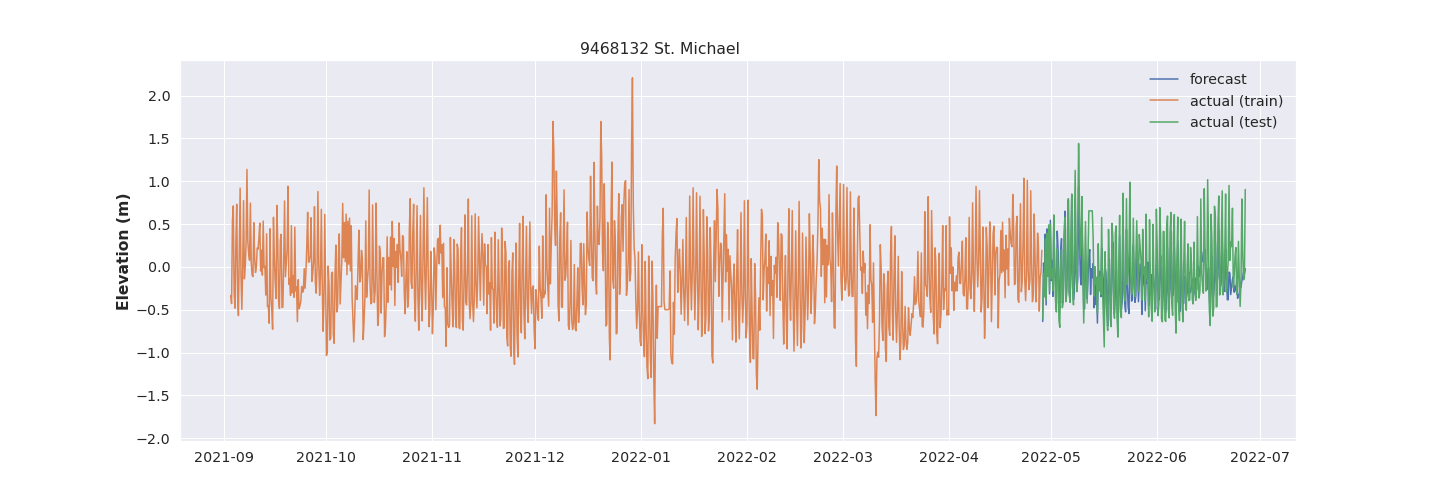 9468132 St. Michael
forecast
actual (train)
actual (test)
Elevation (m)
2.0
1.5
1.0
0.5
0.0
−0.5
−1.0
−1.5
−2.0
2021-09 2021-10 2021-11 2021-12 2022-01 2022-02 2022-03 2022-04 2022-05 2022-06 2022-07